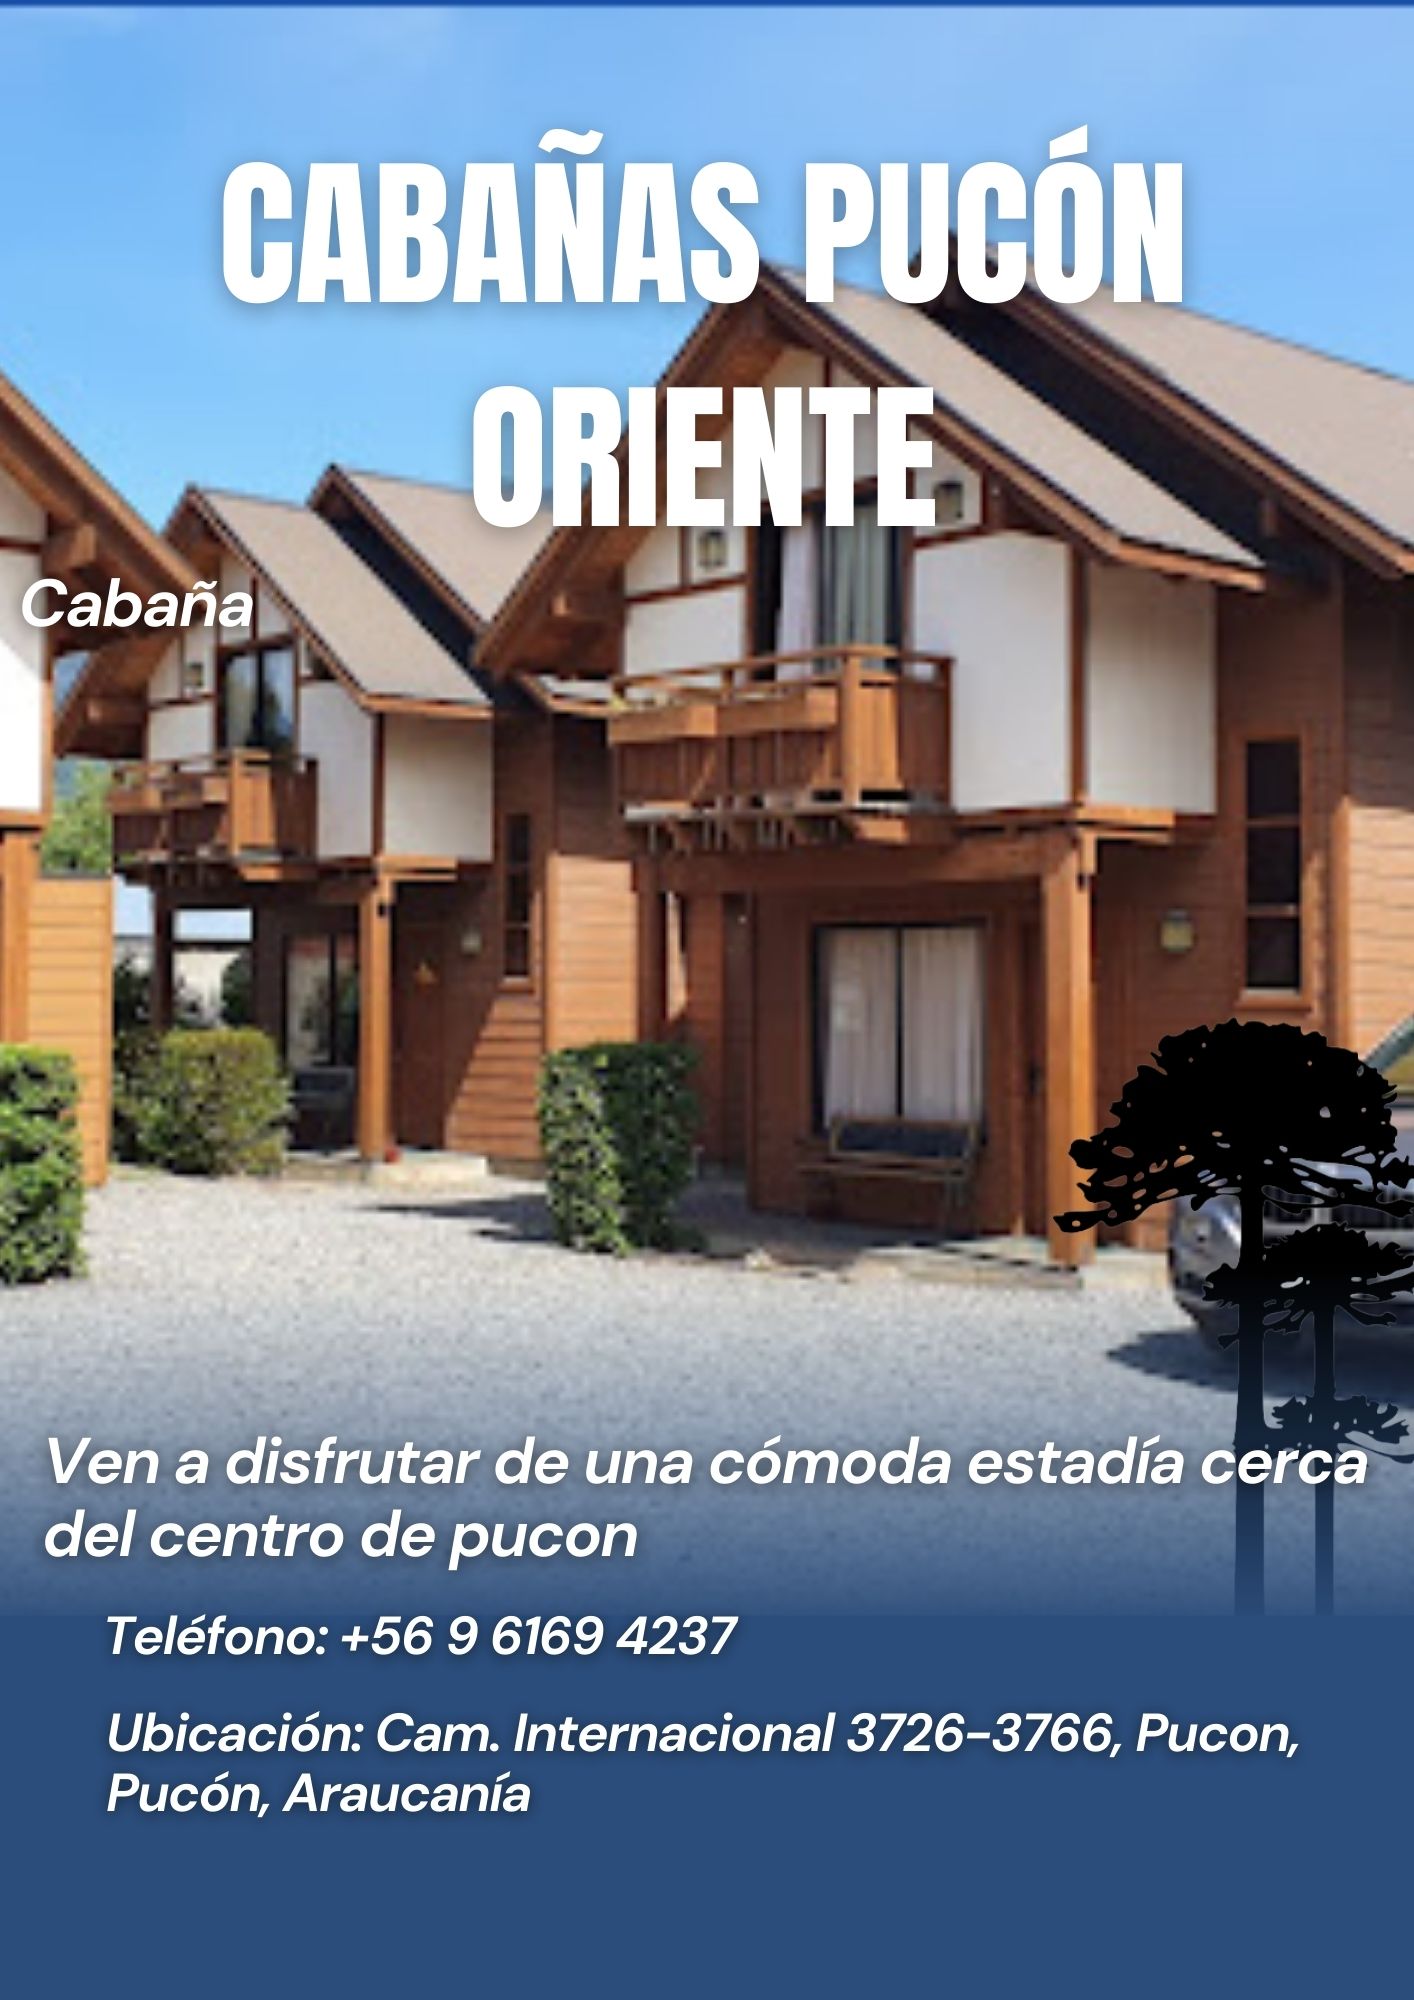 CABAÑAS PUCÓN
ORIENTE
Cabaña
Ven a disfrutar de una cómoda estadía cerca
del centro de pucon
Teléfono: +56 9 6169 4237
Ubicación: Cam. Internacional 3726-3766, Pucon,
Pucón, Araucanía